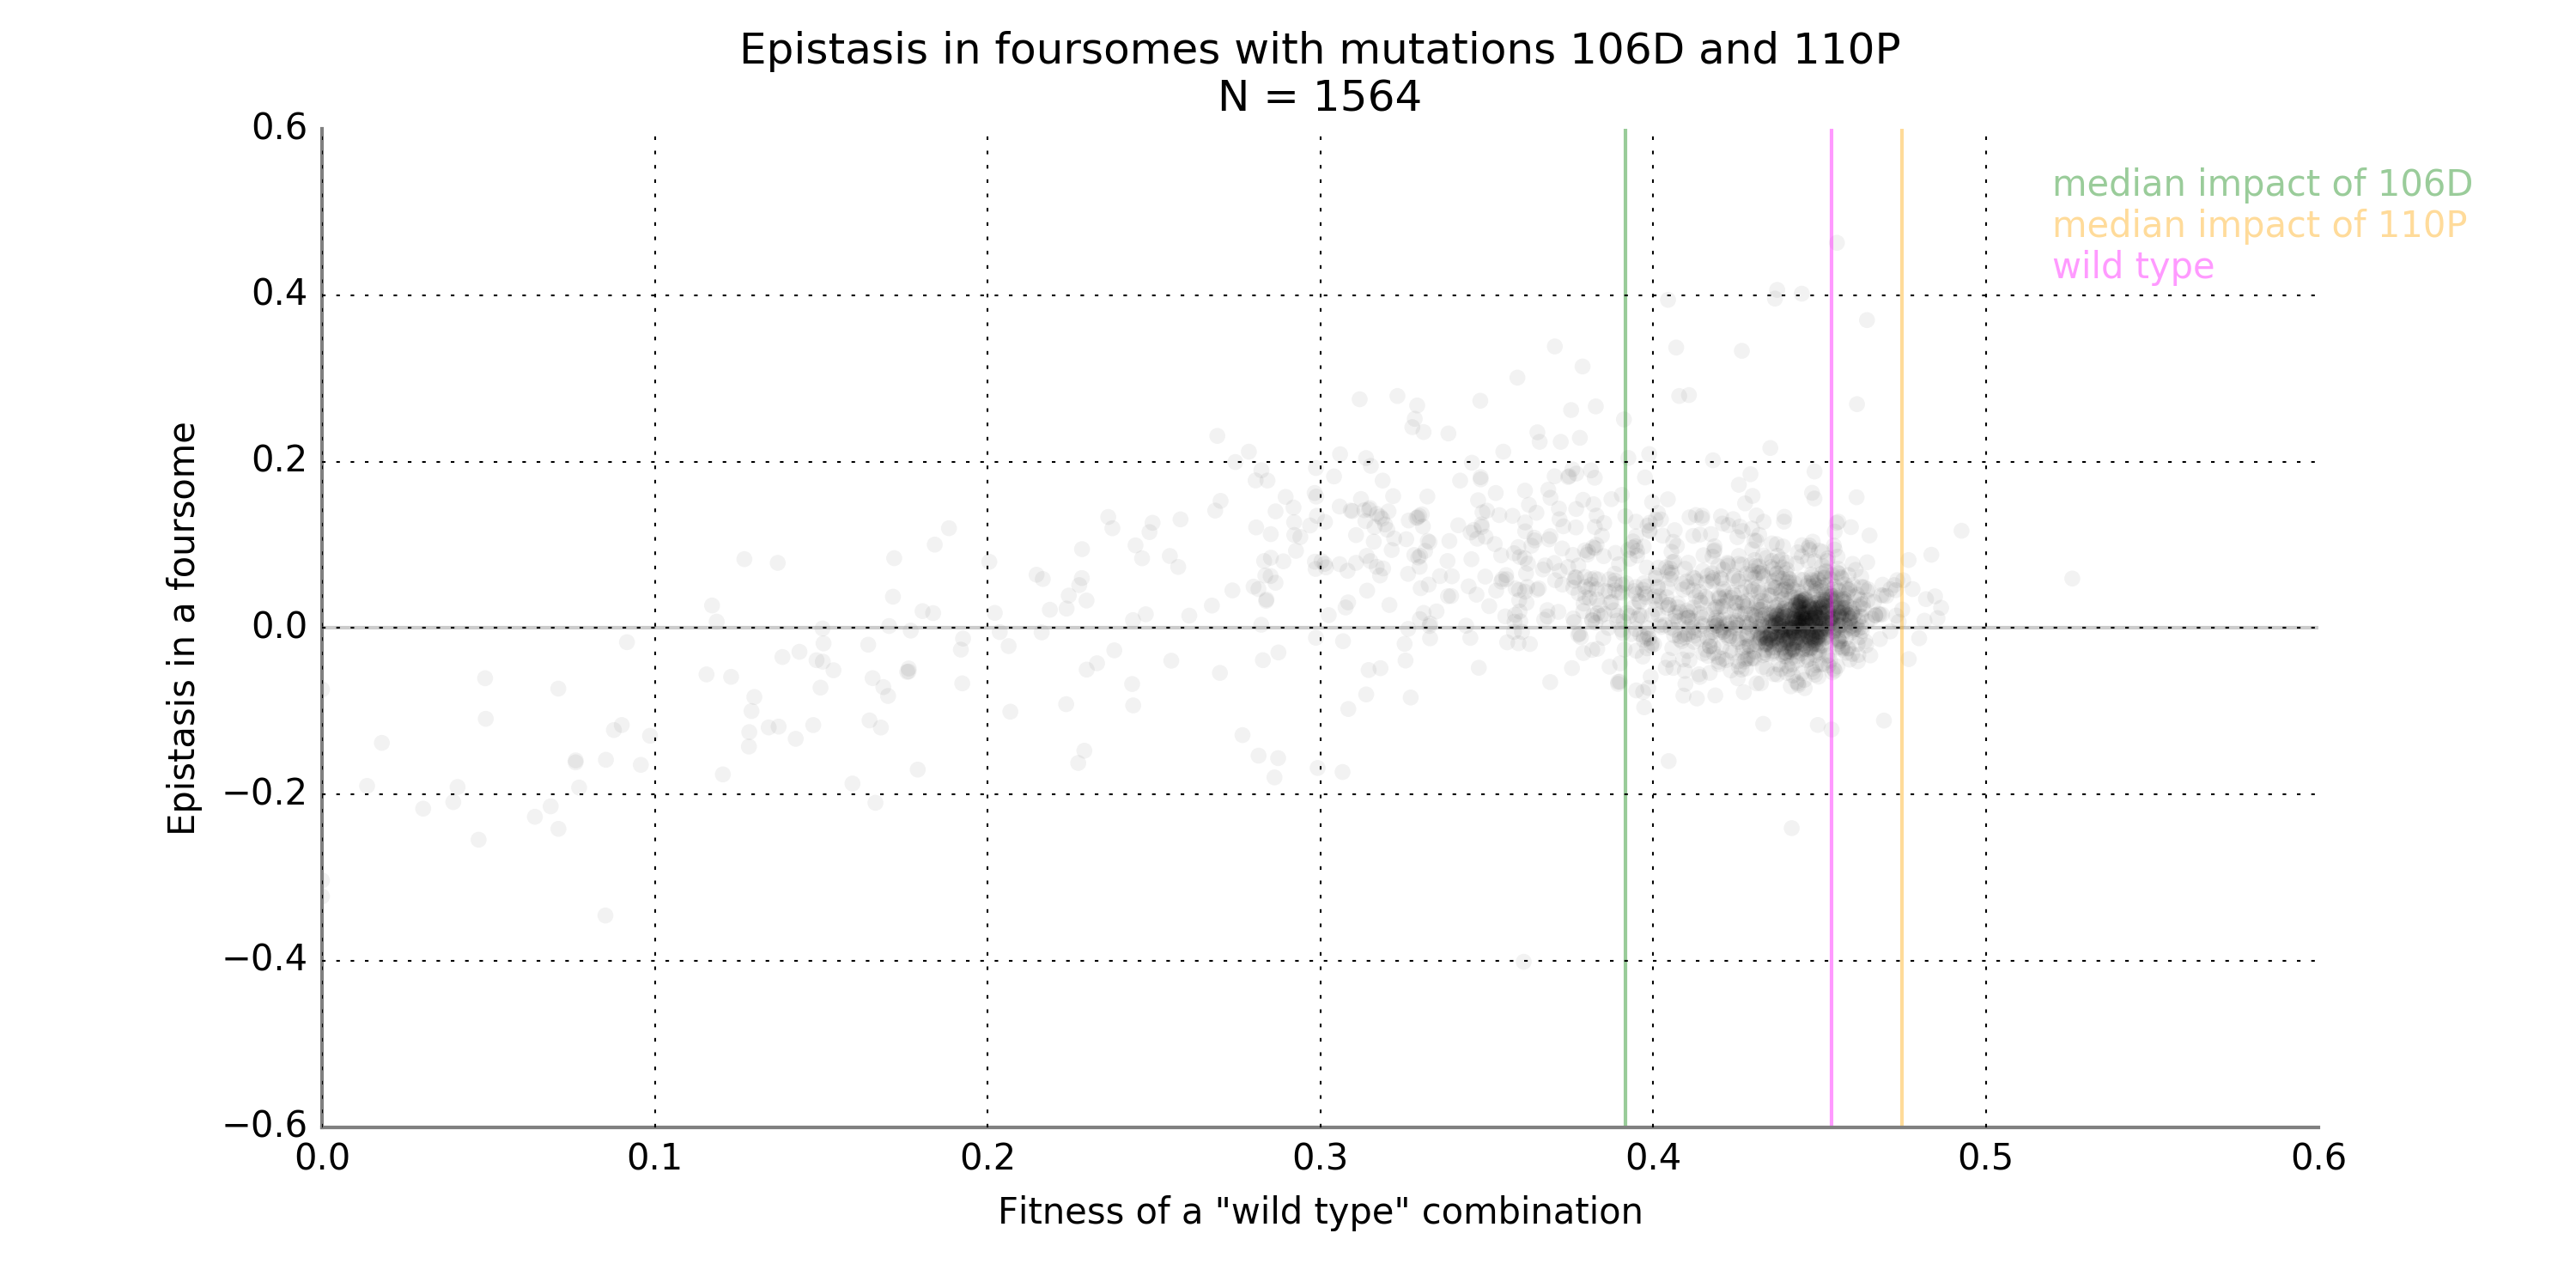 Epistasis in foursomes with mutations 106D and 110P
N = 1564
median impact of 106D
median impact of 110P
wild type
Epistasis in a foursome
0.6
0.4
0.2
0.0
−0.2
−0.4
−0.6
0.0 0.1 0.2 0.3 0.4 0.5 0.6
Fitness of a "wild type" combination